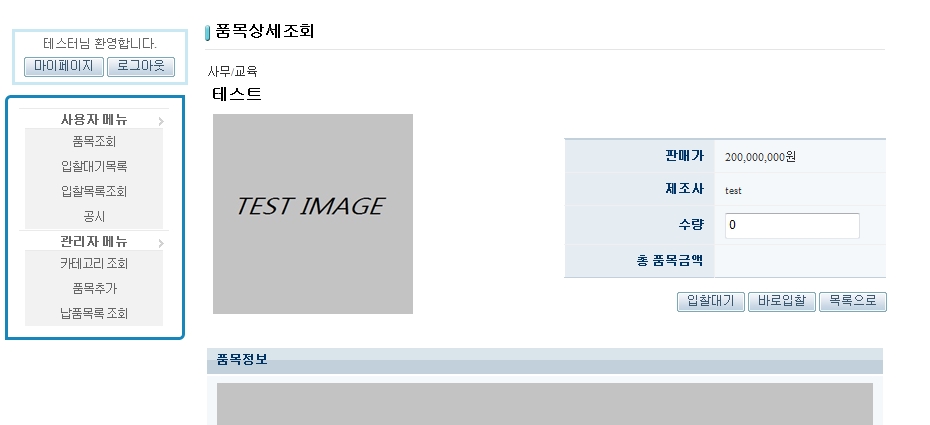 품목상세조회
테스터님 환영합니다.
마이페이지 로그아웃
사용자 메뉴
품목조회
입찰대기목록
입찰목록조회
공시
관리자 메뉴
카테고리 조회
품목추가
납품목록 조회
사무/교육
테스트
TEST IMAGE
판매가 200,000,000원
제조사 test
수량 0
총 품목금액
입찰대기 바로입찰 목록으로
품목정보